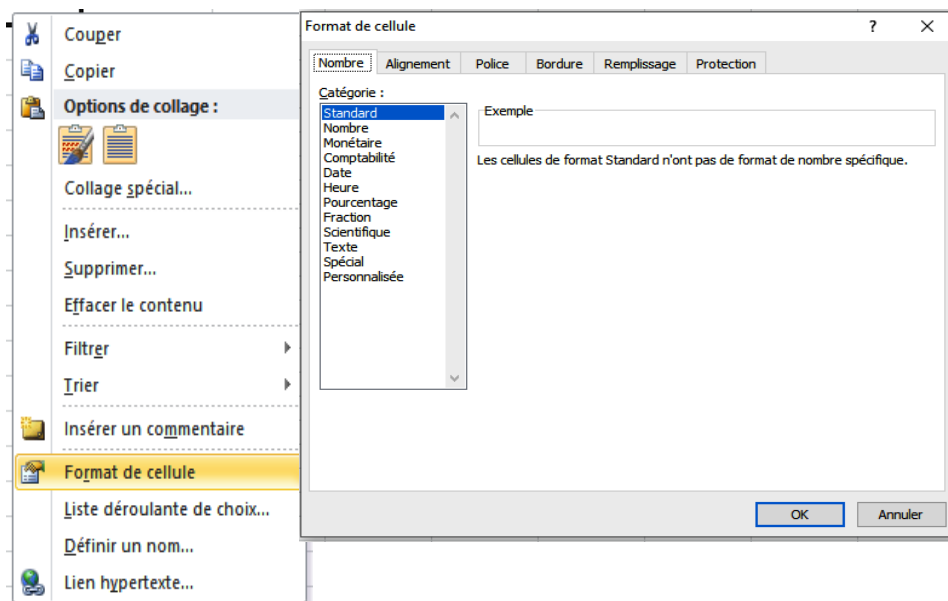 Couper
Copier
Options de collage :
Collage spécial...
Insérer...
Supprimer...
Effacer le contenu
Filtrer
Trier
Insérer un commentaire
Format de cellule
Liste déroulante de choix...
Définir un nom...
Lien hypertexte...
Format de cellule ? ×
Nombre Alignement Police Bordure Remplissage Protection
Catégorie :
Standard
Nombre
Monétaire
Comptabilité
Date
Heure
Pourcentage
Fraction
Scientifique
Texte
Spécial
Personnalisée
Exemple
Les cellules de format Standard n'ont pas de format de nombre spécifique.
OK Annuler